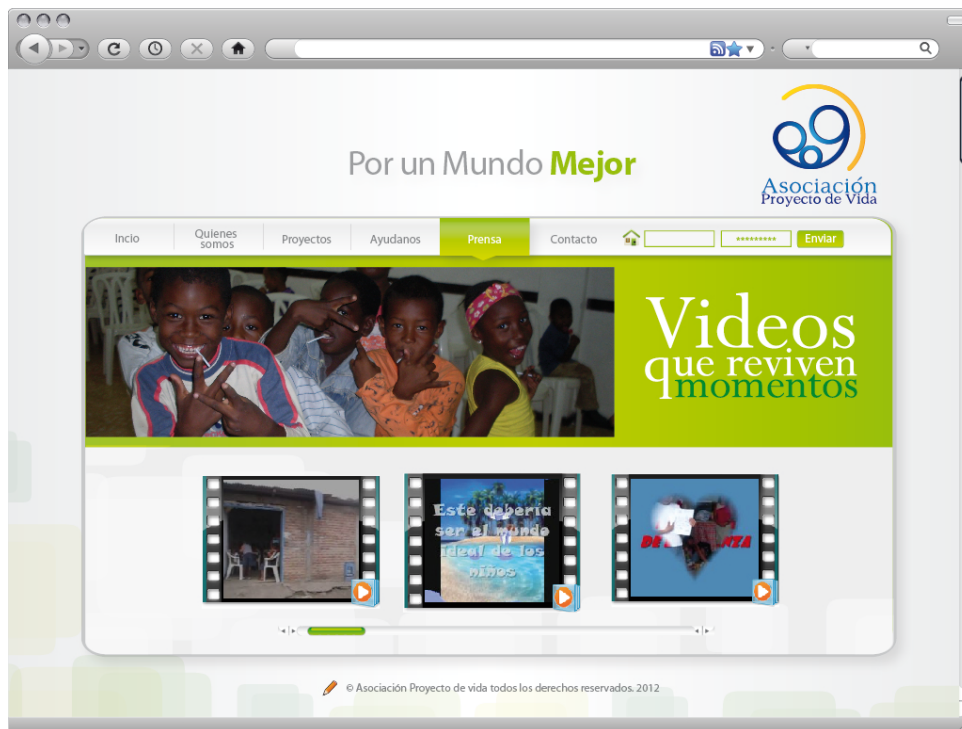 Por un Mundo Mejor
Asociación
Proyecto de Vida
Incio
Quienes
somos
Proyectos
Ayudanos
Prensa
Contacto
*********
Enviar
Videos
que reviven
momentos
Este deberia
ser el mundo
ideal de los
niños
© Asociación Proyecto de vida todos los derechos reservados. 2012